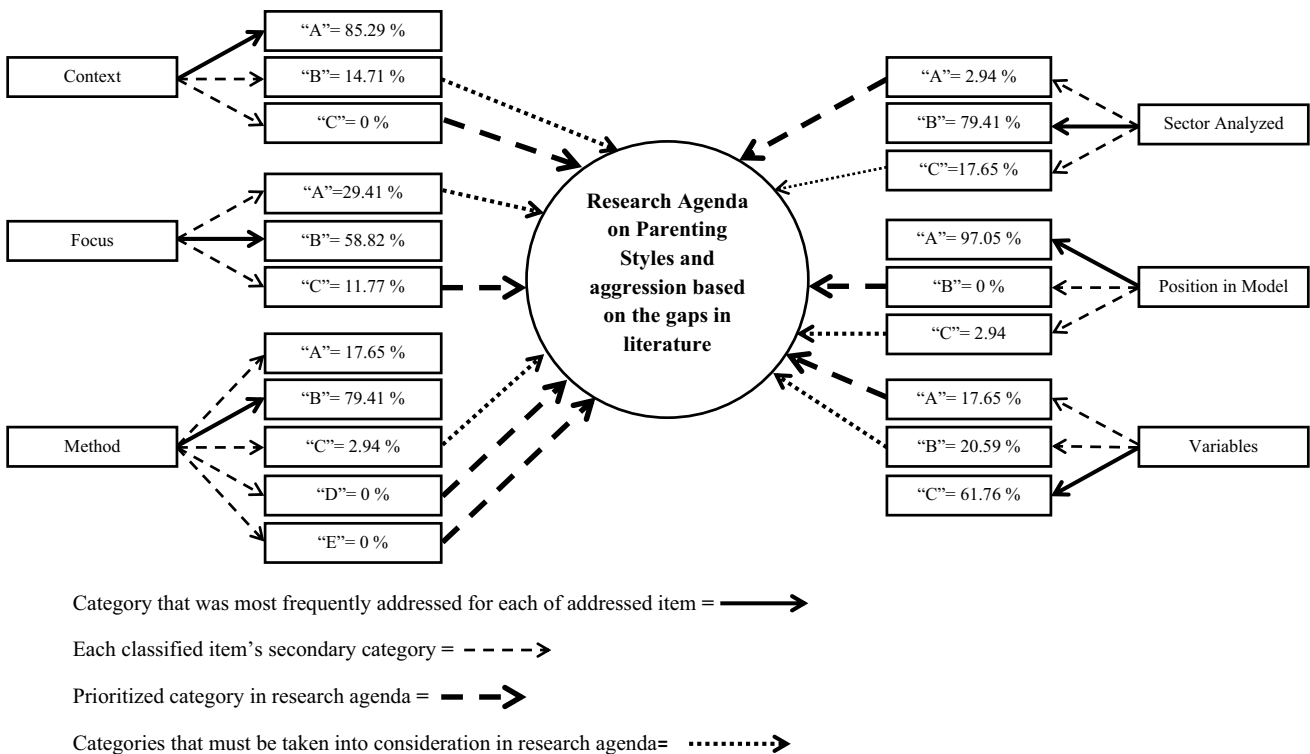 Context
“A”= 85.29 %
“B”= 14.71 %
“C”= 0 %
Focus
“A”=29.41 %
“B”= 58.82 %
“C”= 11.77 %
Method
“A”= 17.65 %
“B”= 79.41 %
“C”= 2.94 %
“D”= 0 %
“E”= 0 %
Research Agenda
on Parenting
Styles and
aggression based
on the gaps in
literature
“A”= 2.94 %
“B”= 79.41 %
“C”=17.65 %
Sector Analyzed
“A”= 97.05 %
“B”= 0 %
“C”= 2.94
Position in Model
“A”= 17.65 %
“B”= 20.59 %
“C”= 61.76 %
Variables
Category that was most frequently addressed for each of addressed item =
Each classified item’s secondary category =
Prioritized category in research agenda =
Categories that must be taken into consideration in research agenda=